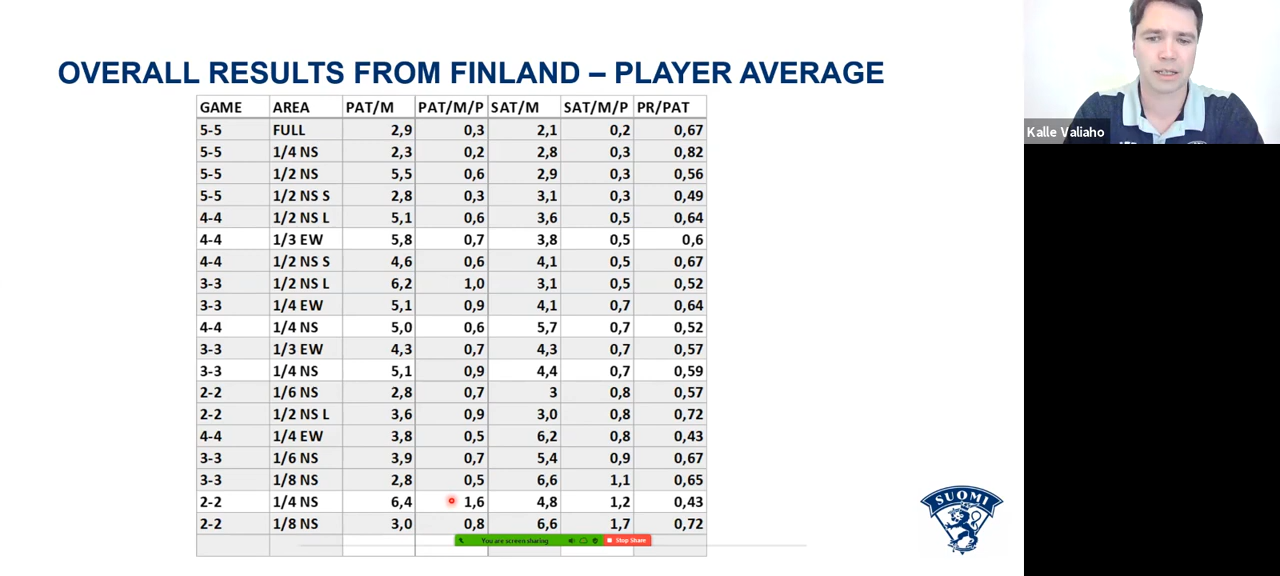 OVERALL RESULTS FROM FINLAND – PLAYER AVERAGE
GAME AREA PAT/M PAT/M/P SAT/M SAT/M/P PR/PAT
5-5 FULL 2,9 0,3 2,1 0,2 0,67
5-5 1/4 NS 2,3 0,2 2,8 0,3 0,82
5-5 1/2 NS 5,5 0,6 2,9 0,3 0,56
5-5 1/2 NS S 2,8 0,3 3,1 0,3 0,49
4-4 1/2 NS L 5,1 0,6 3,6 0,5 0,64
4-4 1/3 EW 5,8 0,7 3,8 0,5 0,6
4-4 1/2 NS S 4,6 0,6 4,1 0,5 0,67
3-3 1/2 NS L 6,2 1,0 3,1 0,5 0,52
3-3 1/4 EW 5,1 0,9 4,1 0,7 0,64
4-4 1/4 NS 5,0 0,6 5,7 0,7 0,52
3-3 1/3 EW 4,3 0,7 4,3 0,7 0,57
3-3 1/4 NS 5,1 0,9 4,4 0,7 0,59
2-2 1/6 NS 2,8 0,7 3 0,8 0,57
2-2 1/2 NS L 3,6 0,9 3,0 0,8 0,72
4-4 1/4 EW 3,8 0,5 6,2 0,8 0,43
3-3 1/6 NS 3,9 0,7 5,4 0,9 0,67
3-3 1/8 NS 2,8 0,5 6,6 1,1 0,65
2-2 1/4 NS 6,4 1,6 4,8 1,2 0,43
2-2 1/8 NS 3,0 0,8 6,6 1,7 0,72
You are screen sharing Stop Share
Kalle Valiaho
SUOMI